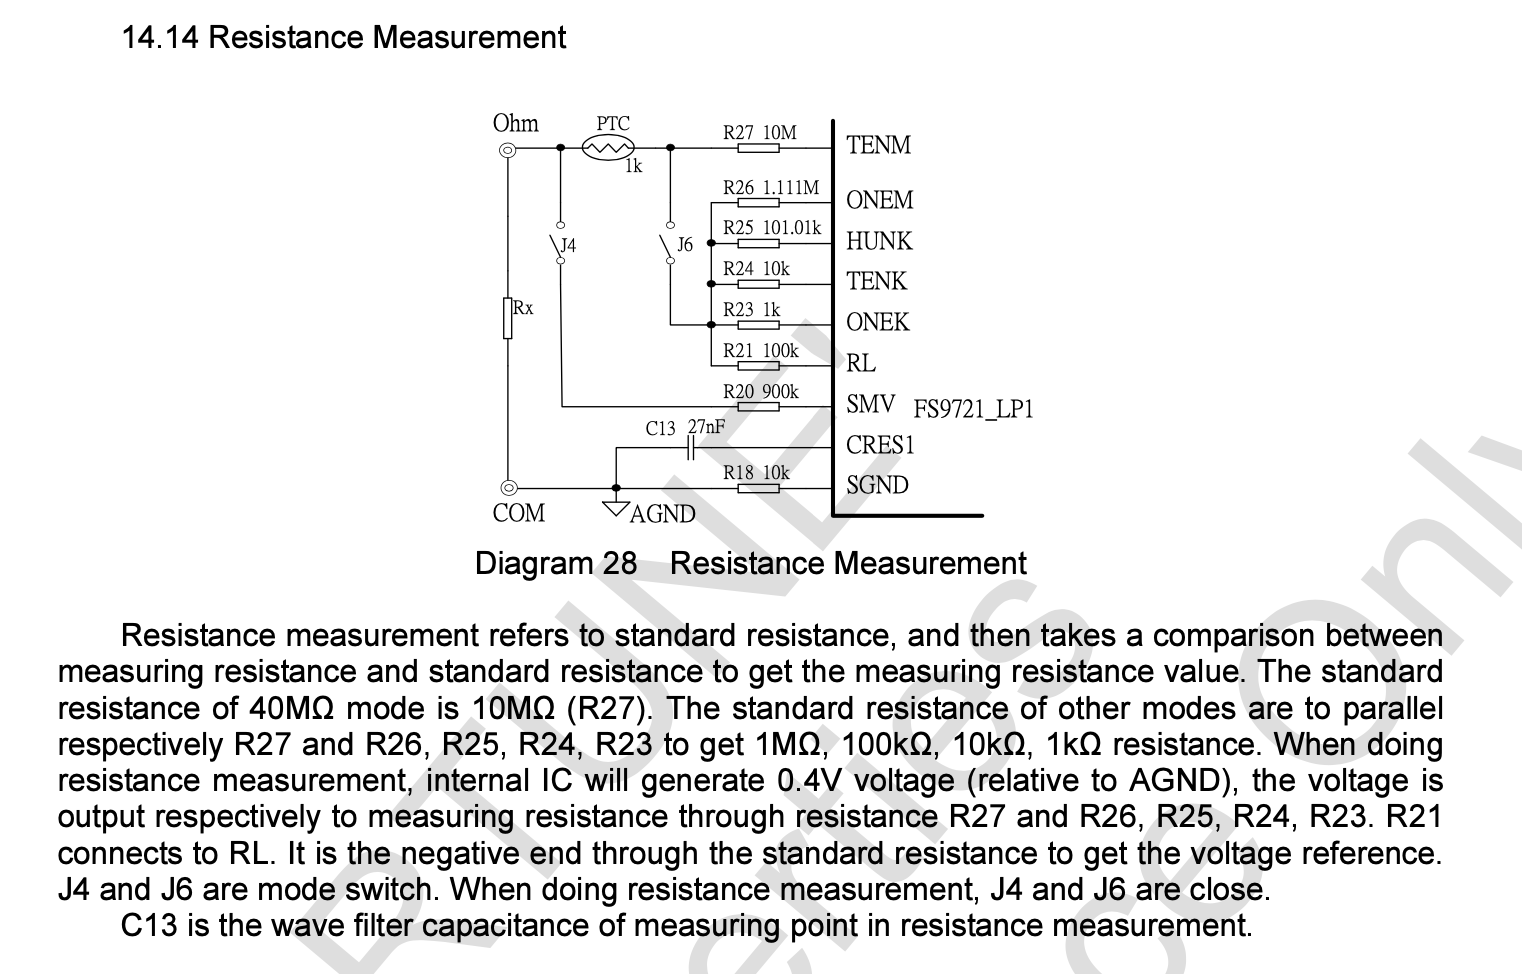 14.14 Resistance Measurement
Ohm
PTC
1k
R27 10M
TENM
R26 1.111M
ONEM
R25 101.01k
HUNK
J4
J6
R24 10k
TENK
Rx
R23 1k
ONEK
R21 100k
RL
R20 900k
SMV
FS9721_LP1
C13 27nF
CRES1
R18 10k
SGND
COM
AGND
Diagram 28 Resistance Measurement
Resistance measurement refers to standard resistance, and then takes a comparison between
measuring resistance and standard resistance to get the measuring resistance value. The standard
resistance of 40MΩ mode is 10MΩ (R27). The standard resistance of other modes are to parallel
respectively R27 and R26, R25, R24, R23 to get 1MΩ, 100kΩ, 10kΩ, 1kΩ resistance. When doing
resistance measurement, internal IC will generate 0.4V voltage (relative to AGND), the voltage is
output respectively to measuring resistance through resistance R27 and R26, R25, R24, R23. R21
connects to RL. It is the negative end through the standard resistance to get the voltage reference.
J4 and J6 are mode switch. When doing resistance measurement, J4 and J6 are close.
C13 is the wave filter capacitance of measuring point in resistance measurement.